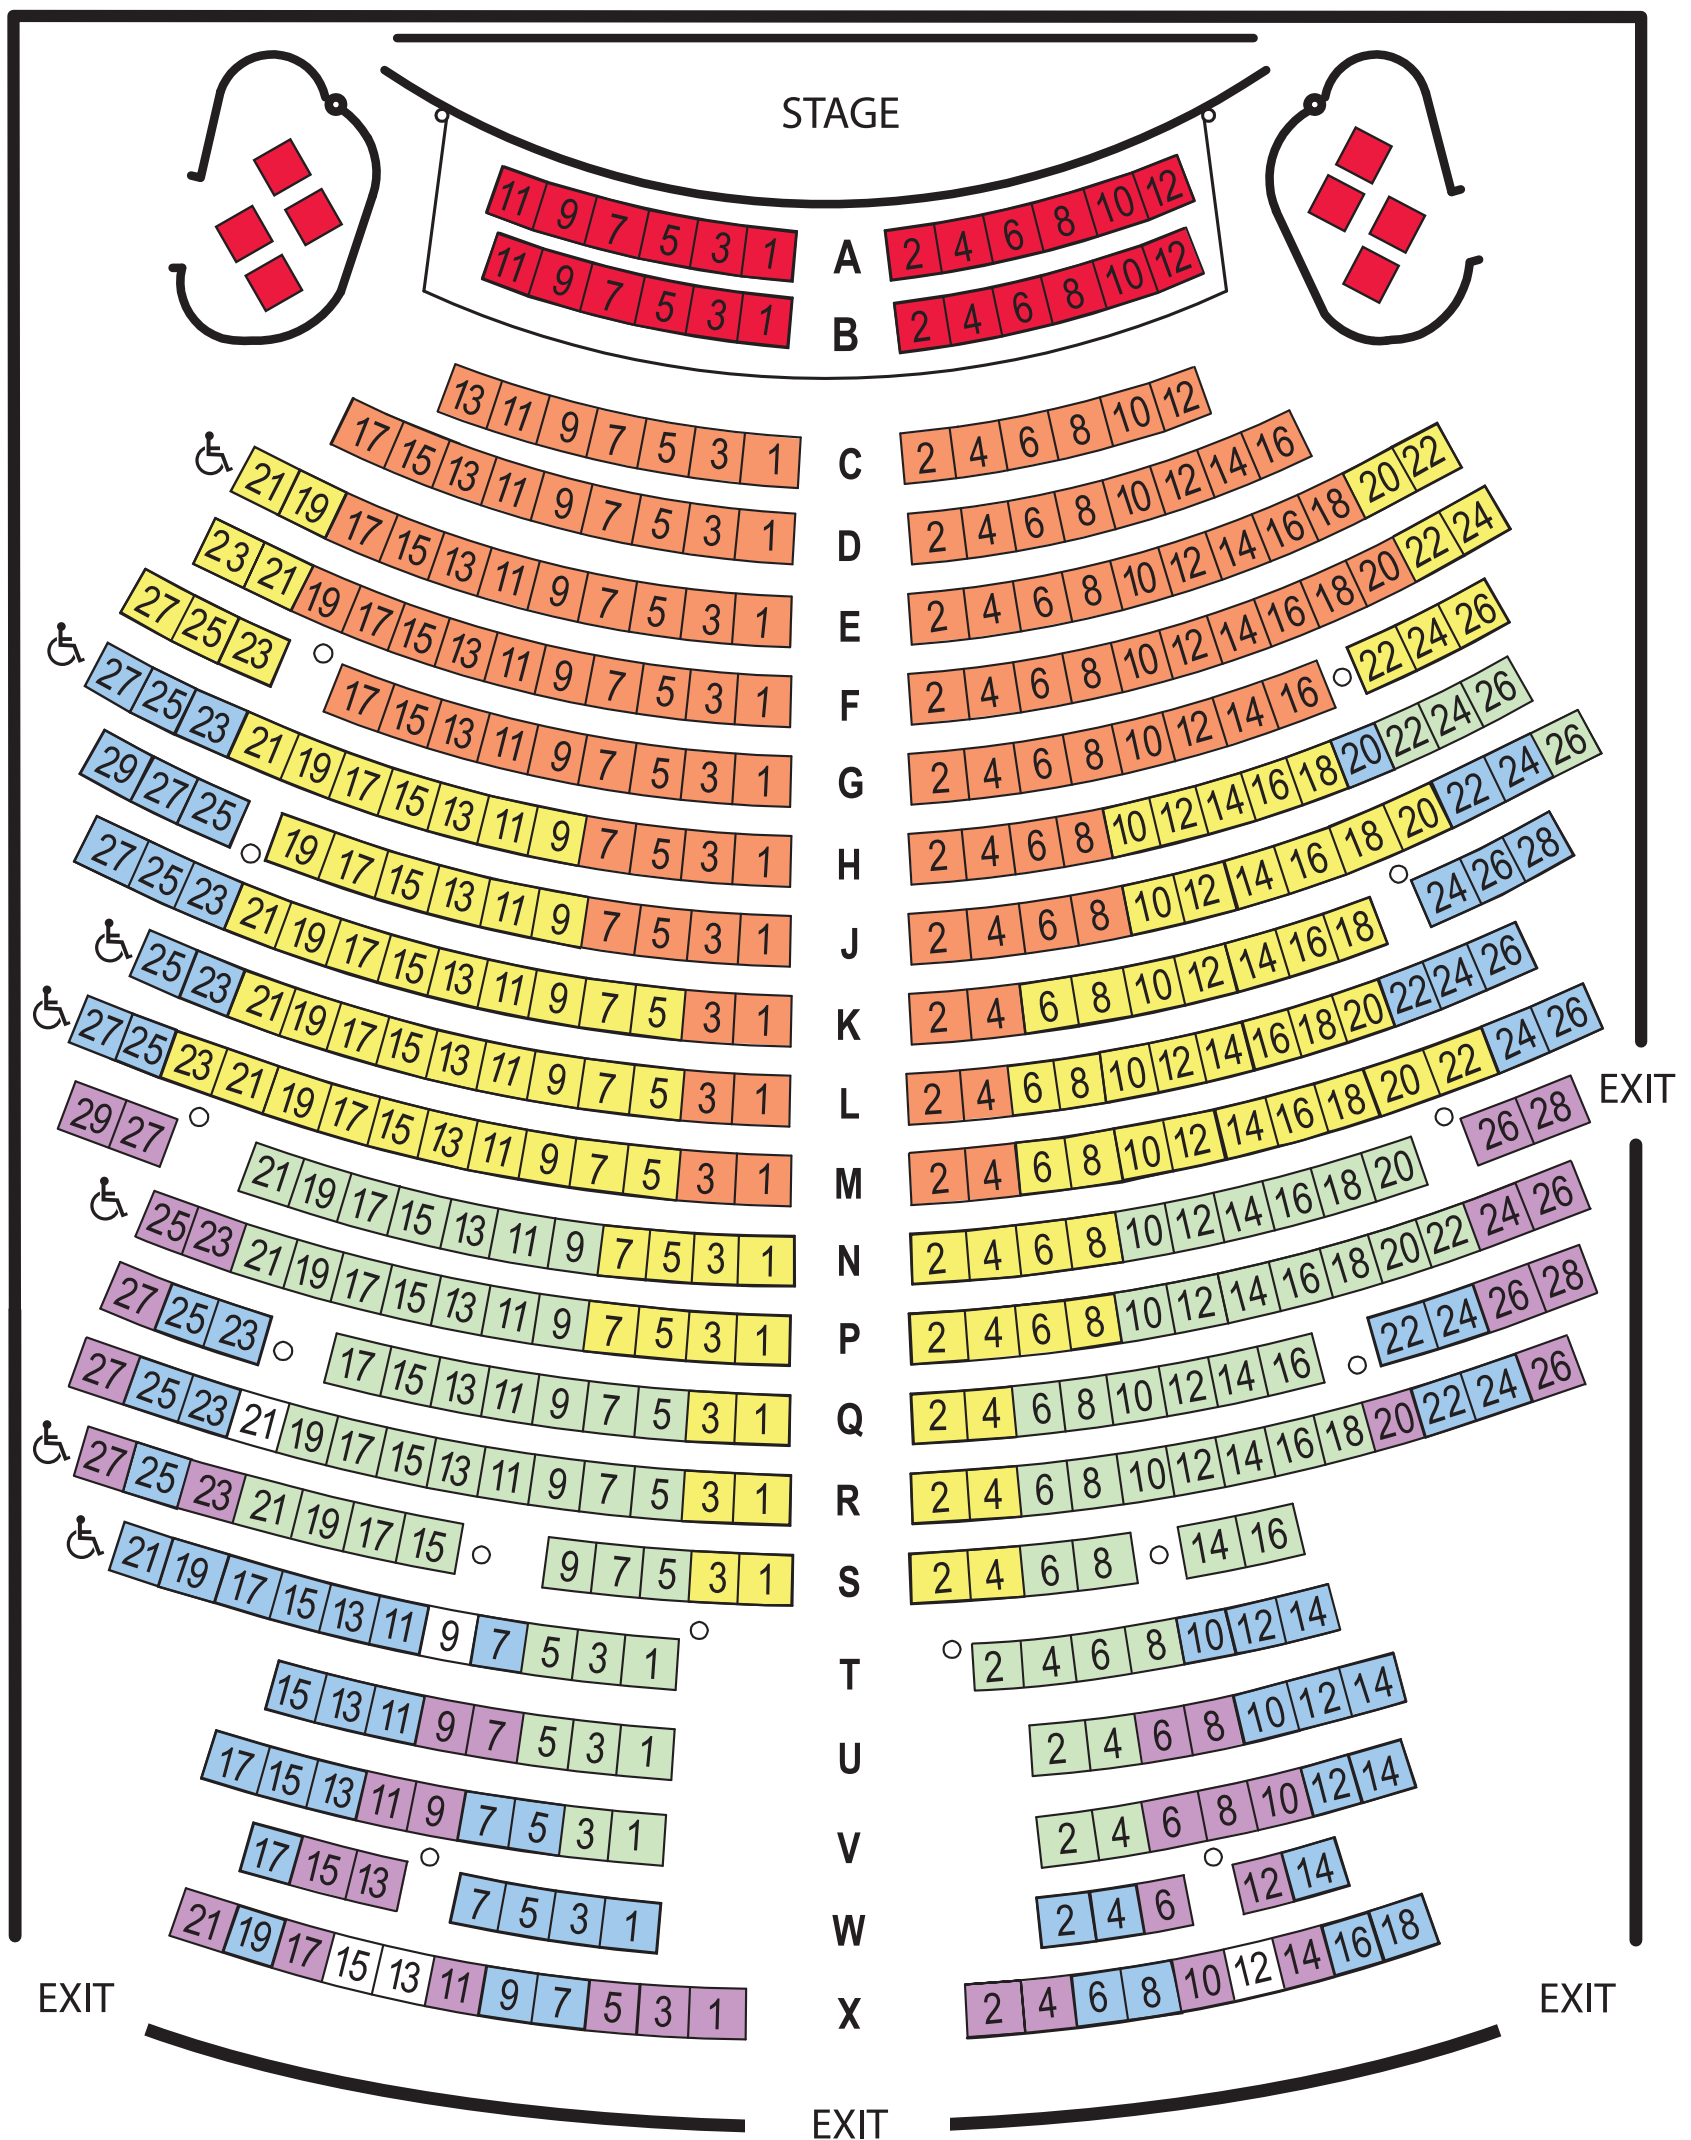 STAGE
11 9 7 5 3 1 A 2 4 6 8 10 12
11 9 7 5 3 1 B 2 4 6 8 10 12
13 11 9 7 5 3 1 C 2 4 6 8 10 12
17 15 13 11 9 7 5 3 1 D 2 4 6 8 10 12 14 16
21 19 17 15 13 11 9 7 5 3 1 E 2 4 6 8 10 12 14 16 18 20 22
23 21 19 17 15 13 11 9 7 5 3 1 F 2 4 6 8 10 12 14 16 18 20 22 24
27 25 23 17 15 13 11 9 7 5 3 1 G 2 4 6 8 10 12 14 16 22 24 26
27 25 23 21 19 17 15 13 11 9 7 5 3 1 H 2 4 6 8 10 12 14 16 18 20 22 24 26
29 27 25 19 17 15 13 11 9 7 5 3 1 J 2 4 6 8 10 12 14 16 18 20 22 24 26
27 25 23 21 19 17 15 13 11 9 7 5 3 1 K 2 4 6 8 10 12 14 16 18 24 26 28
25 23 21 19 17 15 13 11 9 7 5 3 1 L 2 4 6 8 10 12 14 16 18 20 22 24 26
EXIT
27 25 23 21 19 17 15 13 11 9 7 5 3 1 M 2 4 6 8 10 12 14 16 18 20 22 24 26
29 27 21 19 17 15 13 11 9 7 5 3 1 N 2 4 6 8 10 12 14 16 18 20 26 28
25 23 21 19 17 15 13 11 9 7 5 3 1 P 2 4 6 8 10 12 14 16 18 20 22 24 26
27 25 23 17 15 13 11 9 7 5 3 1 Q 2 4 6 8 10 12 14 16 22 24 26 28
27 25 23 21 19 17 15 13 11 9 7 5 3 1 R 2 4 6 8 10 12 14 16 18 20 22 24 26
27 25 23 21 19 17 15 9 7 5 3 1 S 2 4 6 8 14 16
21 19 17 15 13 11 9 7 5 3 1 T 2 4 6 8 10 12 14
15 13 11 9 7 5 3 1 U 2 4 6 8 10 12 14
17 15 13 11 9 7 5 3 1 V 2 4 6 8 10 12 14
17 15 13 7 5 3 1 W 2 4 6 12 14
21 19 17 15 13 11 9 7 5 3 1 X 2 4 6 8 10 12 14 16 18
EXIT EXIT
EXIT